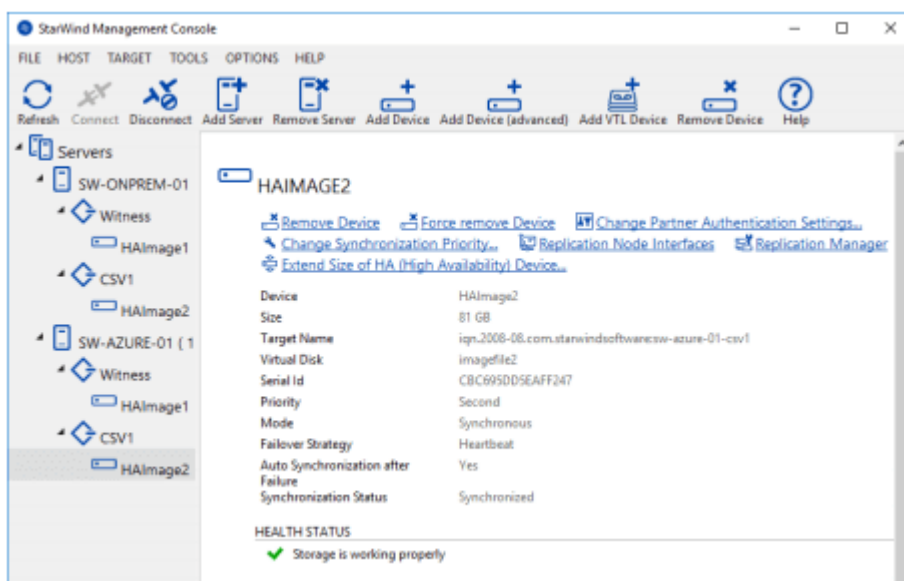 StarWind Management Console
FILE HOST TARGET TOOLS OPTIONS HELP
Refresh Connect Disconnect Add Server Remove Server Add Device Add Device (advanced) Add VTL Device Remove Device Help
Servers
SW-ONPREM-01
Witness
HAImage1
CSV1
HAImage2
SW-AZURE-01 ( 1
Witness
HAImage1
CSV1
HAImage2
HAIMAGE2
Remove Device Force remove Device Change Partner Authentication Settings...
Change Synchronization Priority... Replication Node Interfaces Replication Manager
Extend Size of HA (High Availability) Device...
Device HAImage2
Size 81 GB
Target Name iqn.2008-08.com.starwindsoftware:sw-azure-01-csv1
Virtual Disk imagefile2
Serial Id CBC695DD5EAFF247
Priority Second
Mode Synchronous
Failover Strategy Heartbeat
Auto Synchronization after Yes
Failure
Synchronization Status Synchronized
HEALTH STATUS
Storage is working properly